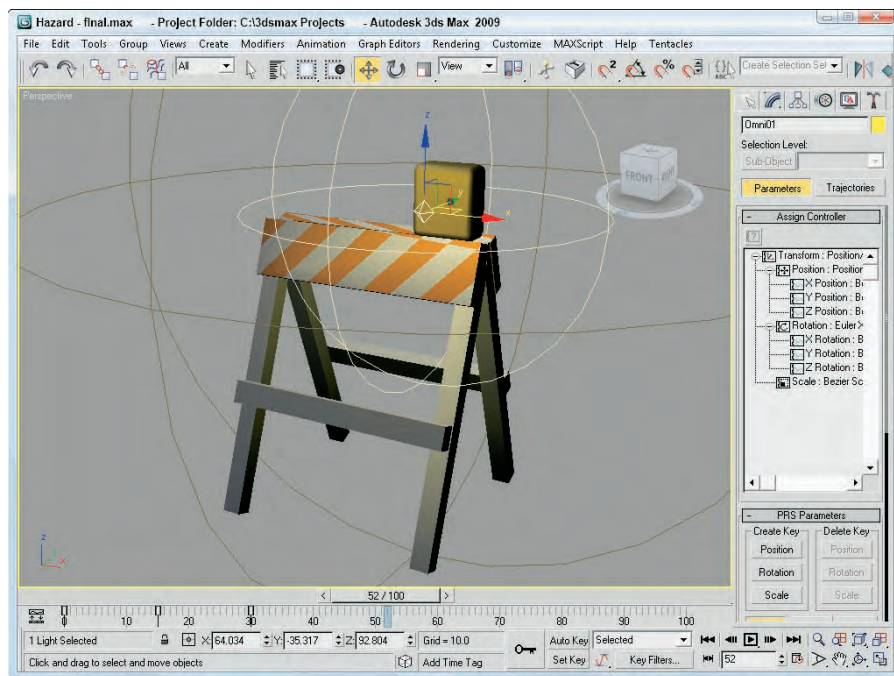 Hazard - fInal.max - Project Folder: C:\3dsmax Projects - Autodesk 3ds Max 2009
File Edit Tools Group Views Create Modifiers Animation Graph Editors Rendering Customize MAXScript Help Tentacles
All
View
Create Selection Sel
Perspective
z
y
x
FRONT
Omni01
Selection Level:
Sub-Object
Parameters Trajectories
- Assign Controller
Transform : Position/
Position : Position
X Position : Be
Y Position : Be
Z Position : Be
Rotation : Euler X
X Rotation : B
Y Rotation : B
Z Rotation : B
Scale : Bezier Sc
- PRS Parameters
Create Key Delete Key
Position Position
Rotation Rotation
Scale Scale
z
x
< 52 / 100 >
0 10 20 30 40 50 60 70 80 90 100
1 Light Selected X: 64.034 Y: -35.317 Z: 92.804 Grid = 10.0 Auto Key Selected
Click and drag to select and move objects Add Time Tag Set Key Key Filters... 52